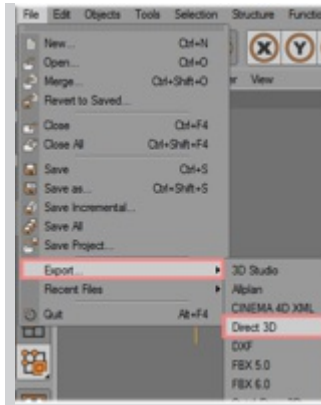 File Edit Objects Tools Selection Structure Functio
New... Ctrl+N
Open... Ctrl+O
Merge... Ctrl+Shift+O
Revert to Saved...
X Y
er View
Close Ctrl+F4
Close All Ctrl+Shift+F4
Save Ctrl+S
Save as... Ctrl+Shift+S
Save Incremental...
Save All
Save Project...
Export...
Recent Files
Quit Alt+F4
3D Studio
Allplan
CINEMA 4D XML
Direct 3D
DXF
FBX 5.0
FBX 6.0